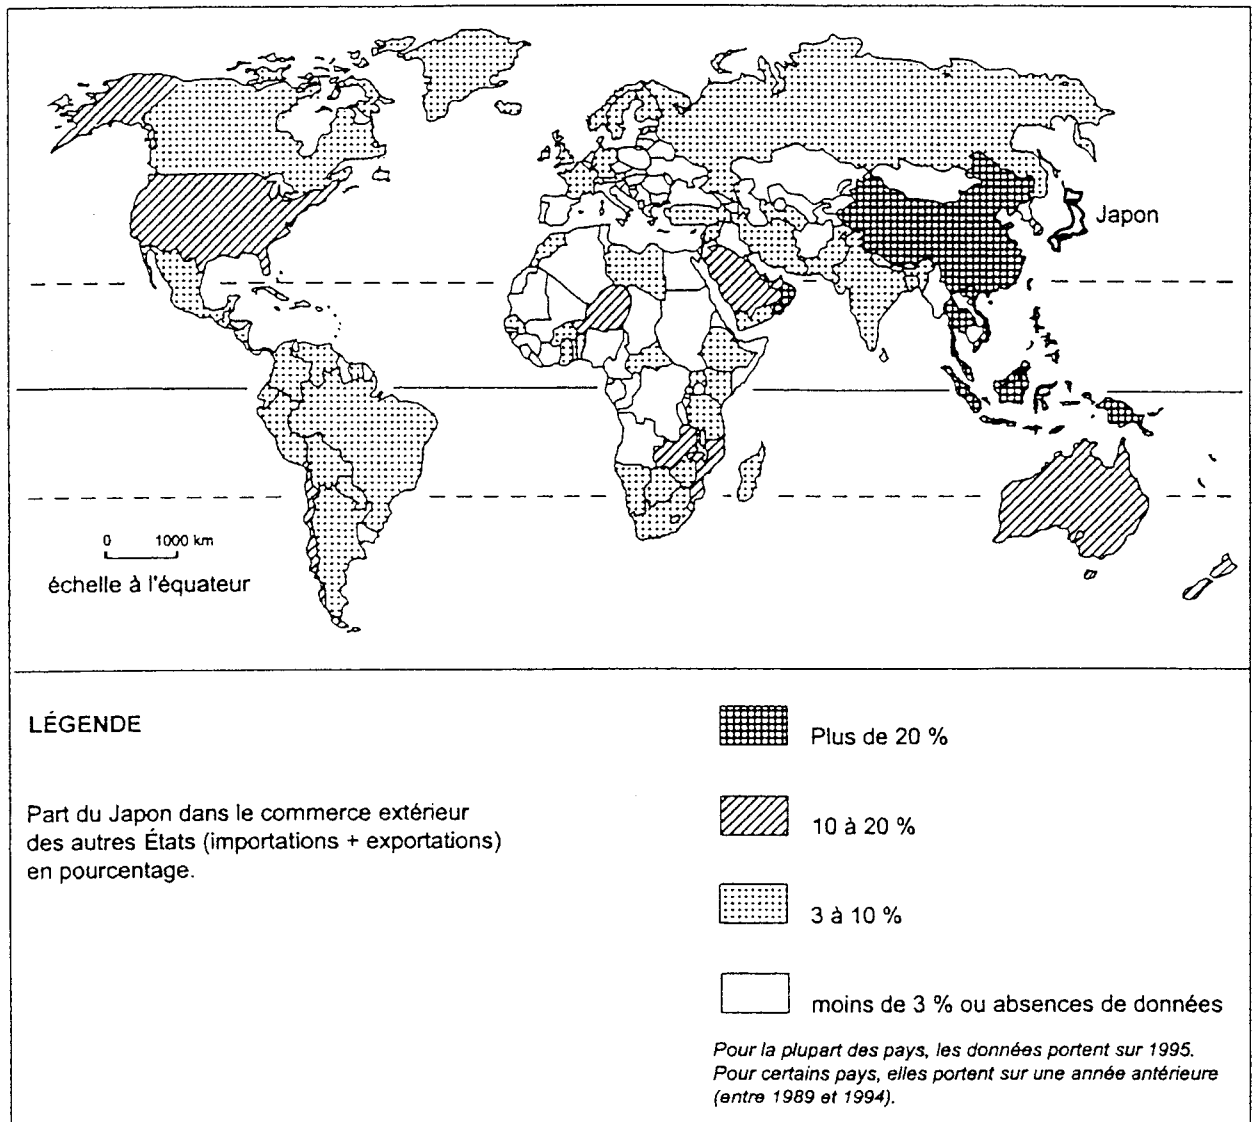 Japon
0 1000 km
échelle à l'équateur
LÉGENDE
Part du Japon dans le commerce extérieur
des autres États (importations + exportations)
en pourcentage.
Plus de 20 %
10 à 20 %
3 à 10 %
moins de 3 % ou absences de données
Pour la plupart des pays, les données portent sur 1995.
Pour certains pays, elles portent sur une année antérieure
(entre 1989 et 1994).